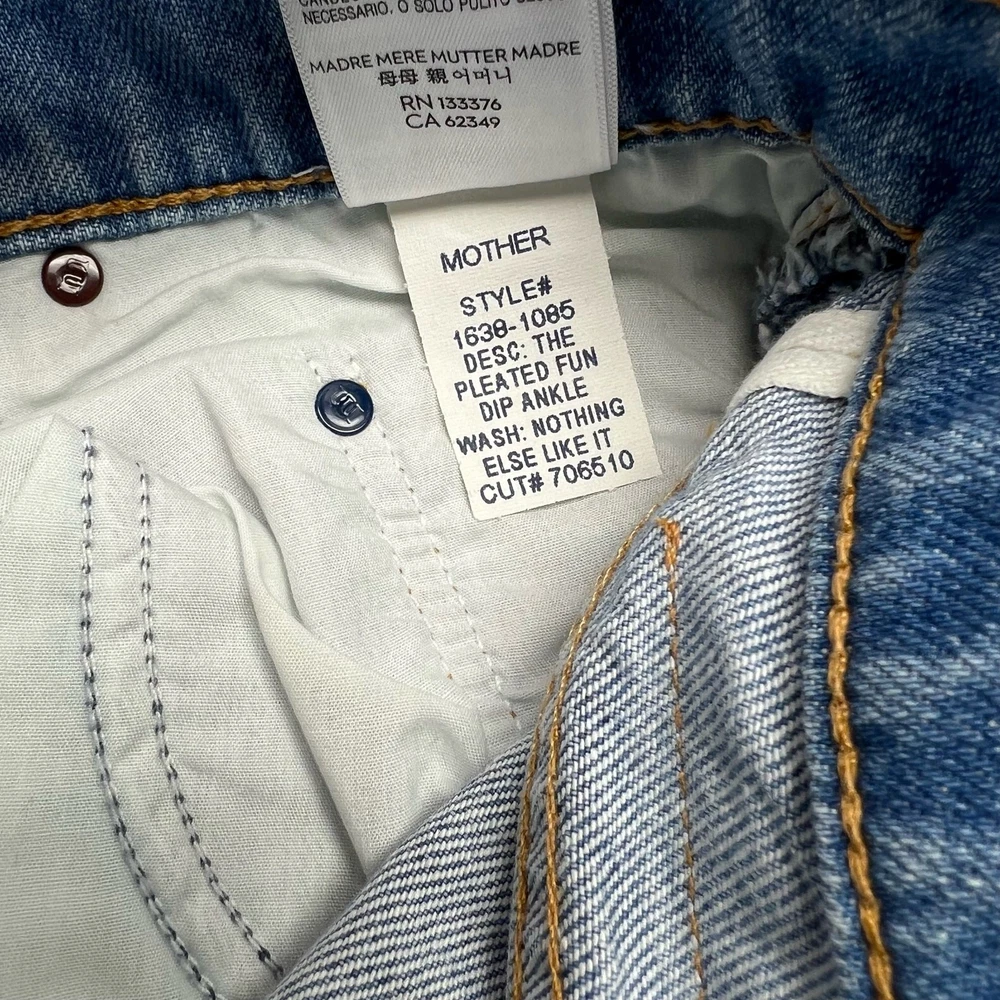 NECESSARIO. O SOLO PULITO
MADRE MERE MUTTER MADRE
母母 親 어머니
RN 133376
CA 62349
MOTHER
STYLE#
1638-1085
DESC: THE
PLEATED FUN
DIP ANKLE
WASH: NOTHING
ELSE LIKE IT
CUT# 706510